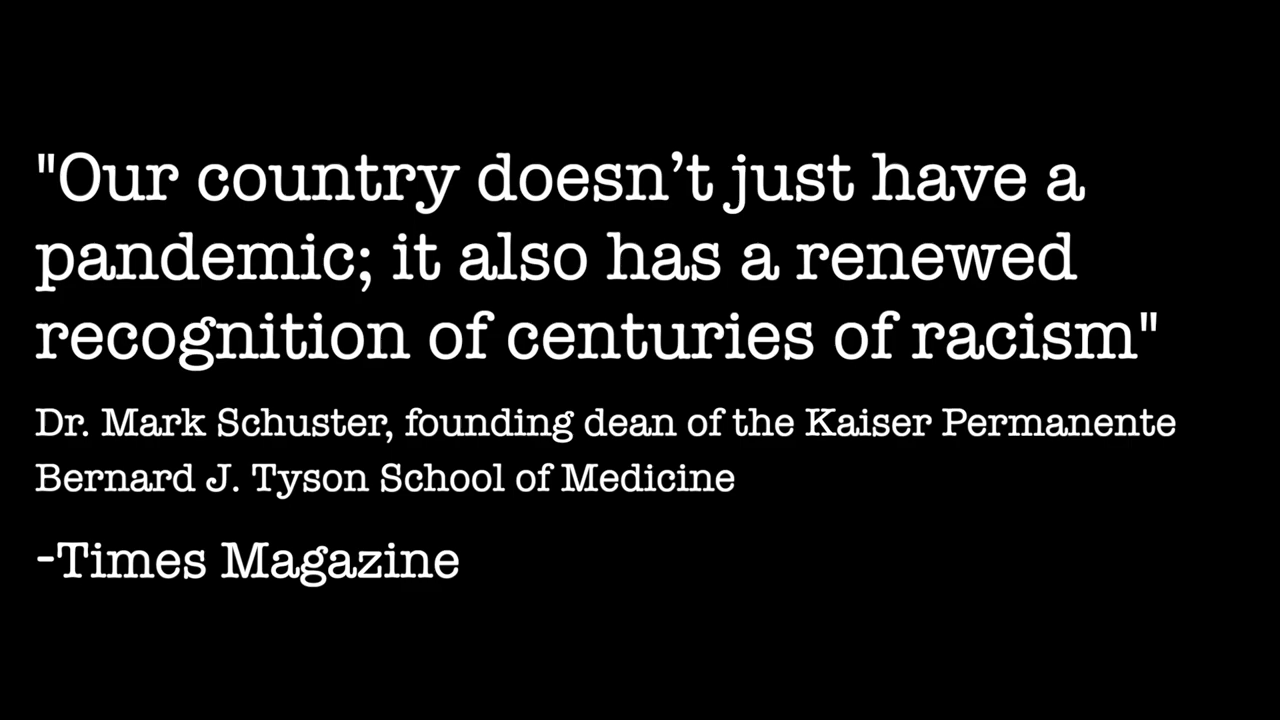 "Our country doesn’t just have a
pandemic; it also has a renewed
recognition of centuries of racism"
Dr. Mark Schuster, founding dean of the Kaiser Permanente
Bernard J. Tyson School of Medicine
-Times Magazine